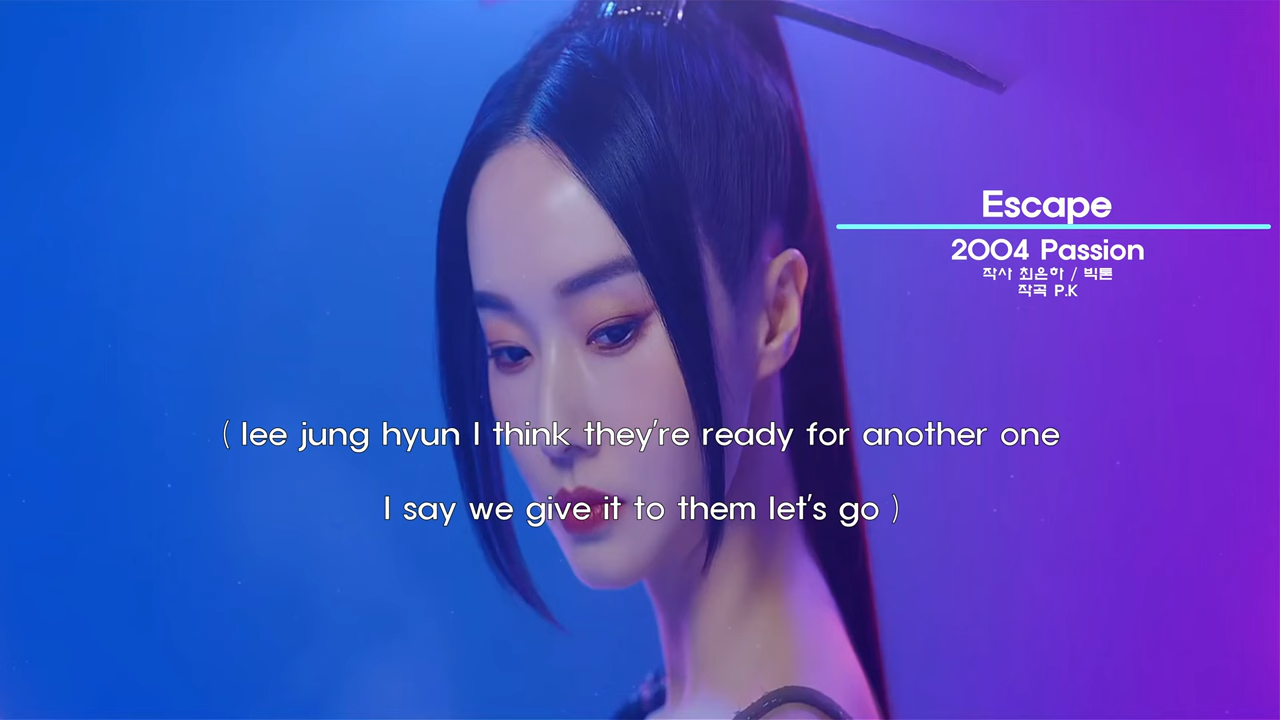 Escape
2004 Passion
작사 최은하 / 빅톤
작곡 P.K
( lee jung hyun I think they're ready for another one
I say we give it to them let's go )